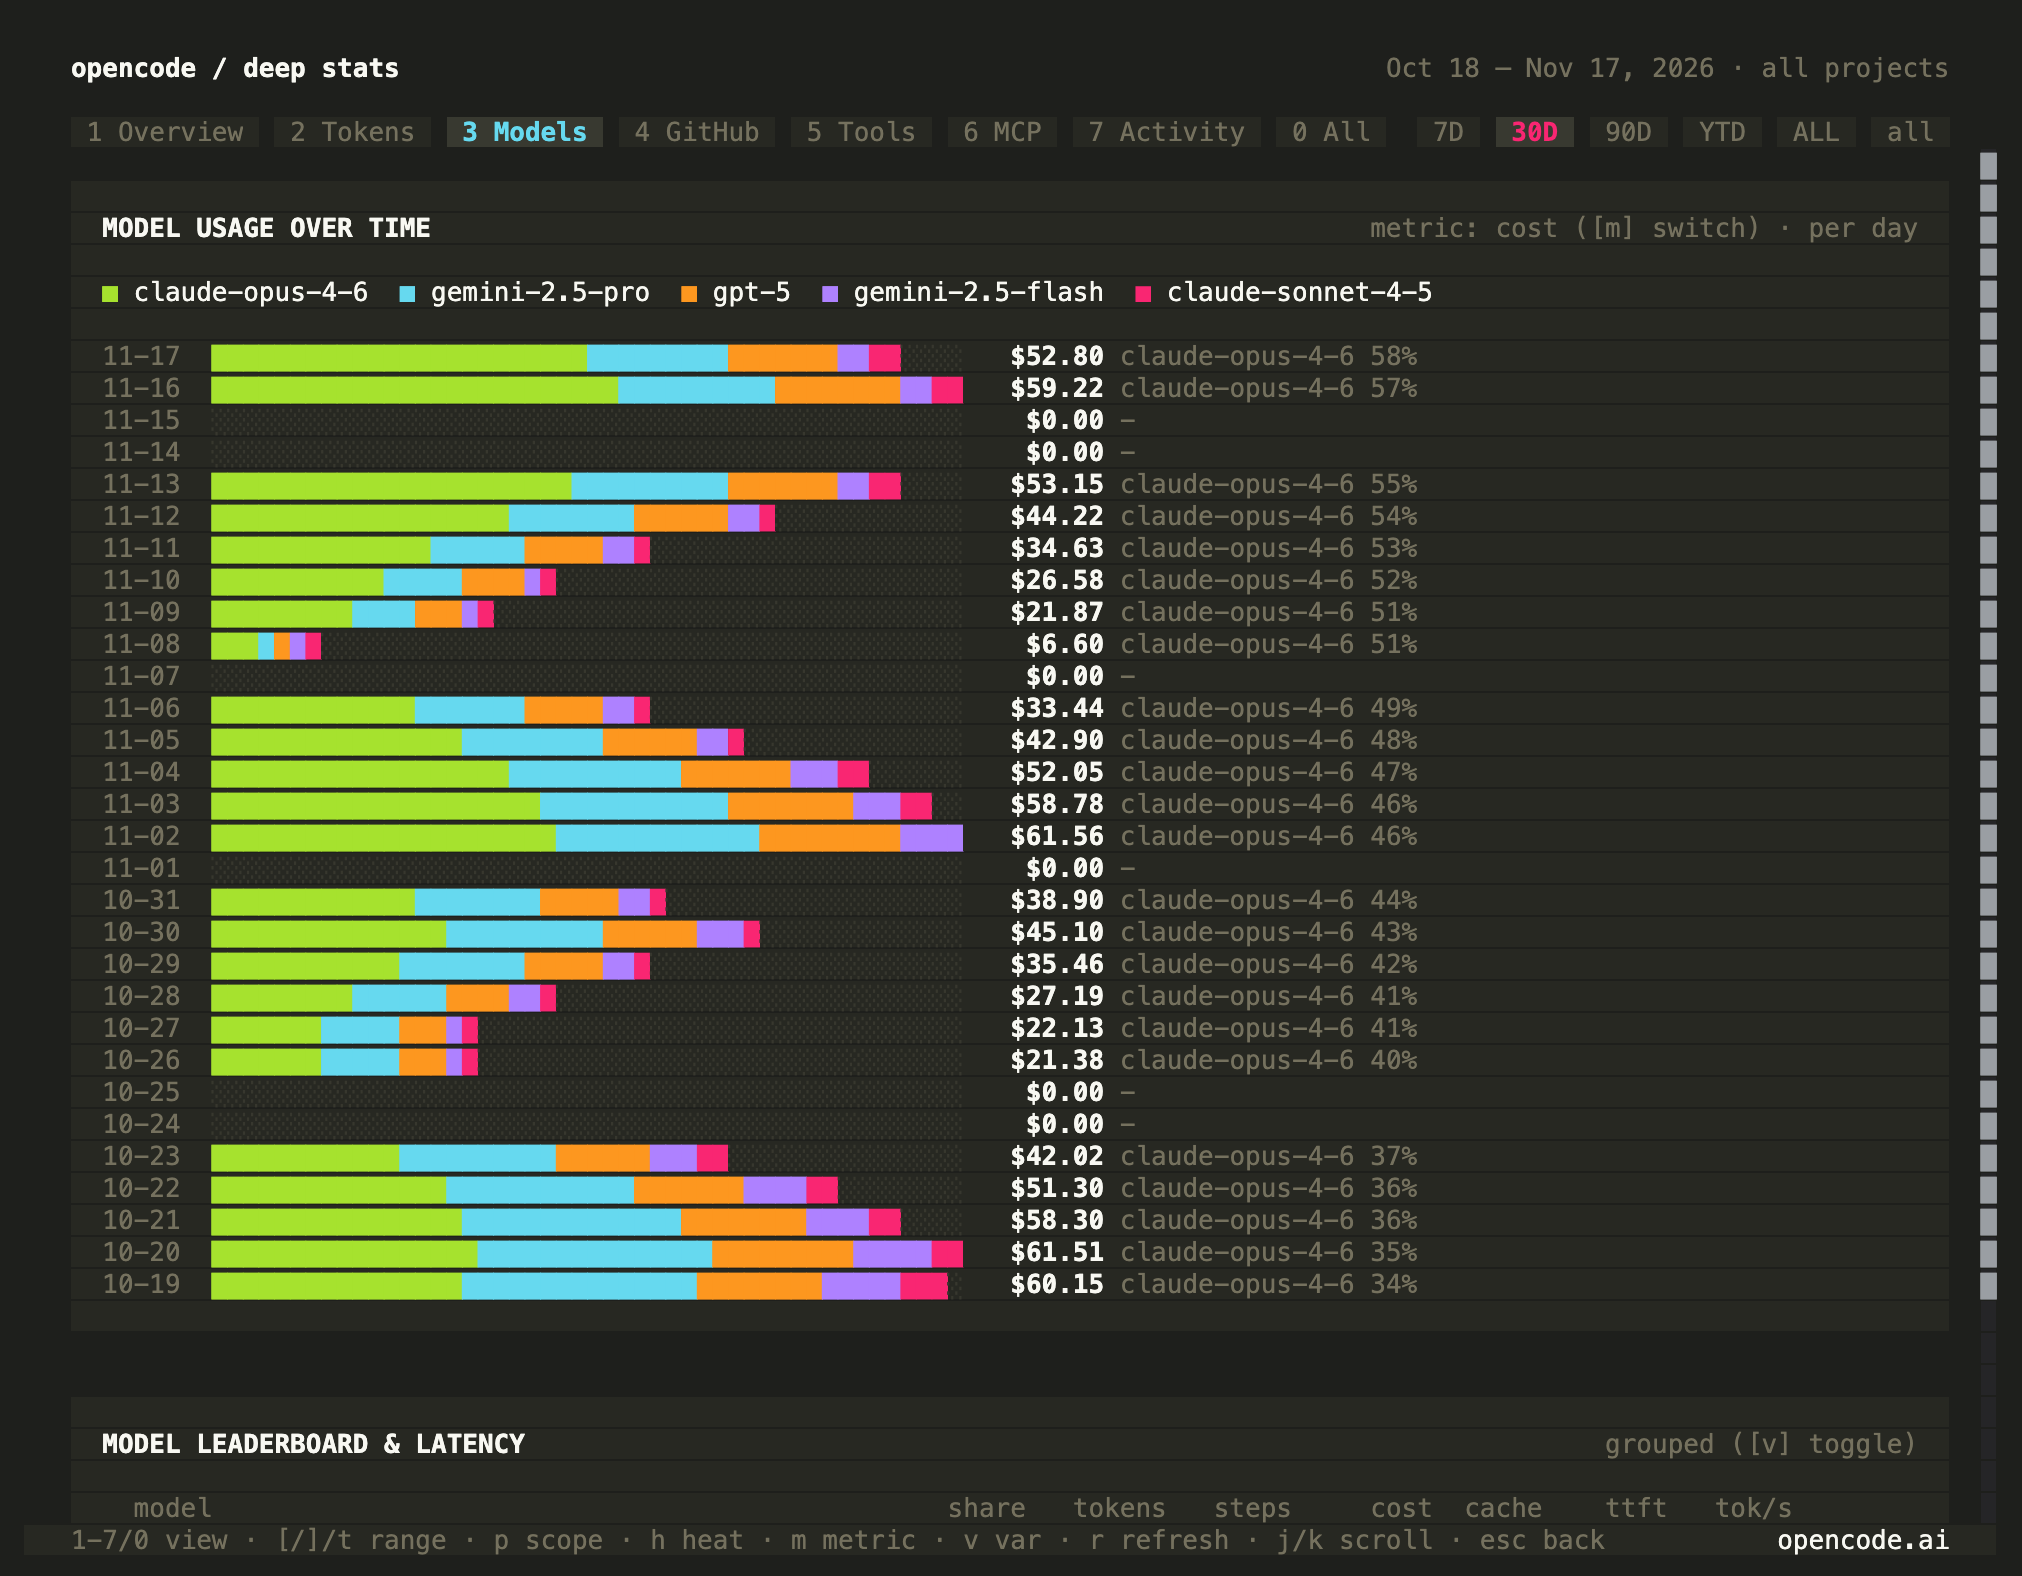 opencode / deep stats Oct 18 — Nov 17, 2026 · all projects
1 Overview 2 Tokens 3 Models 4 GitHub 5 Tools 6 MCP 7 Activity 0 All 7D 30D 90D YTD ALL all
MODEL USAGE OVER TIME metric: cost ([m] switch) · per day
claude-opus-4-6 gemini-2.5-pro gpt-5 gemini-2.5-flash claude-sonnet-4-5
11-17 $52.80 claude-opus-4-6 58%
11-16 $59.22 claude-opus-4-6 57%
11-15 $0.00 —
11-14 $0.00 —
11-13 $53.15 claude-opus-4-6 55%
11-12 $44.22 claude-opus-4-6 54%
11-11 $34.63 claude-opus-4-6 53%
11-10 $26.58 claude-opus-4-6 52%
11-09 $21.87 claude-opus-4-6 51%
11-08 $6.60 claude-opus-4-6 51%
11-07 $0.00 —
11-06 $33.44 claude-opus-4-6 49%
11-05 $42.90 claude-opus-4-6 48%
11-04 $52.05 claude-opus-4-6 47%
11-03 $58.78 claude-opus-4-6 46%
11-02 $61.56 claude-opus-4-6 46%
11-01 $0.00 —
10-31 $38.90 claude-opus-4-6 44%
10-30 $45.10 claude-opus-4-6 43%
10-29 $35.46 claude-opus-4-6 42%
10-28 $27.19 claude-opus-4-6 41%
10-27 $22.13 claude-opus-4-6 41%
10-26 $21.38 claude-opus-4-6 40%
10-25 $0.00 —
10-24 $0.00 —
10-23 $42.02 claude-opus-4-6 37%
10-22 $51.30 claude-opus-4-6 36%
10-21 $58.30 claude-opus-4-6 36%
10-20 $61.51 claude-opus-4-6 35%
10-19 $60.15 claude-opus-4-6 34%
MODEL LEADERBOARD & LATENCY grouped ([v] toggle)
model share tokens steps cost cache ttft tok/s
1-7/0 view · [/]/t range · p scope · h heat · m metric · v var · r refresh · j/k scroll · esc back opencode.ai